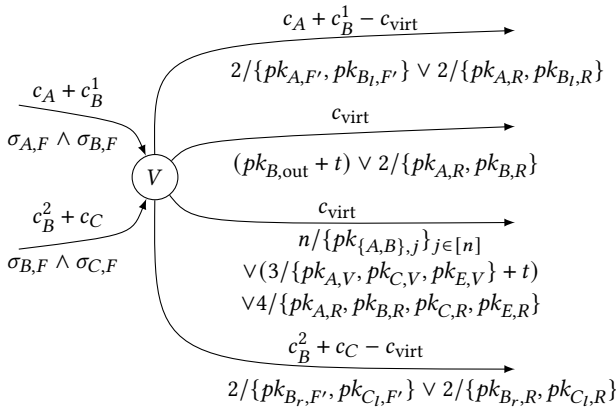 c_A + c_B^1 − c_virt
2/{pk_{A,F′}, pk_{B_l,F′}} ∨ 2/{pk_{A,R}, pk_{B_l,R}}
c_A + c_B^1
σ_{A,F} ∧ σ_{B,F}
c_virt
(pk_{B,out} + t) ∨ 2/{pk_{A,R}, pk_{B,R}}
V
c_B^2 + c_C
σ_{B,F} ∧ σ_{C,F}
c_virt
n/{pk_{{A,B},j}}_{j∈[n]}
∨(3/{pk_{A,V}, pk_{C,V}, pk_{E,V}} + t)
∨4/{pk_{A,R}, pk_{B,R}, pk_{C,R}, pk_{E,R}}
c_B^2 + c_C − c_virt
2/{pk_{B_r,F′}, pk_{C_l,F′}} ∨ 2/{pk_{B_r,R}, pk_{C_l,R}}